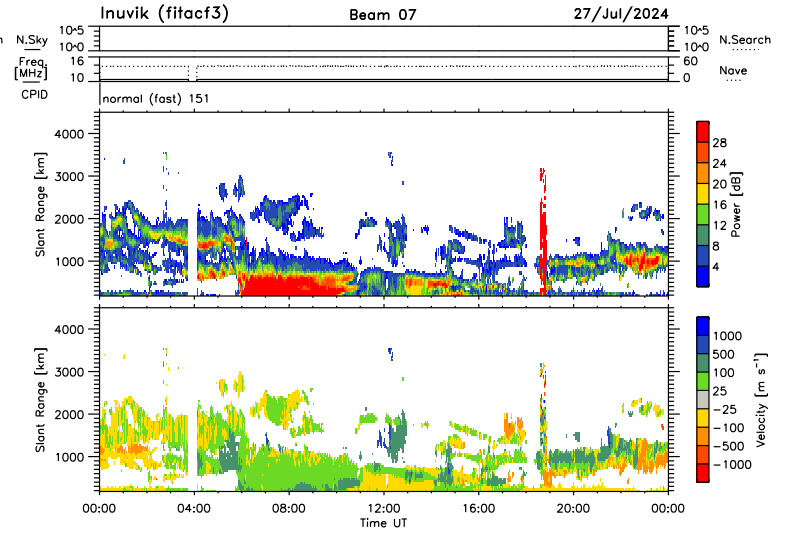 Inuvik (fitacf3) Beam 07 27/Jul/2024
N.Sky 10^5 10^5 N.Search
10^0 10^0
Freq. 16 60 Nave
[MHz] 10 0
CPID normal (fast) 151
Slant Range [km]
4000
3000
2000
1000
28
24
20
16
12
8
4
Power [dB]
Slant Range [km]
4000
3000
2000
1000
1000
500
100
25
-25
-100
-500
-1000
Velocity [m s⁻¹]
00:00 04:00 08:00 12:00 16:00 20:00 00:00
Time UT